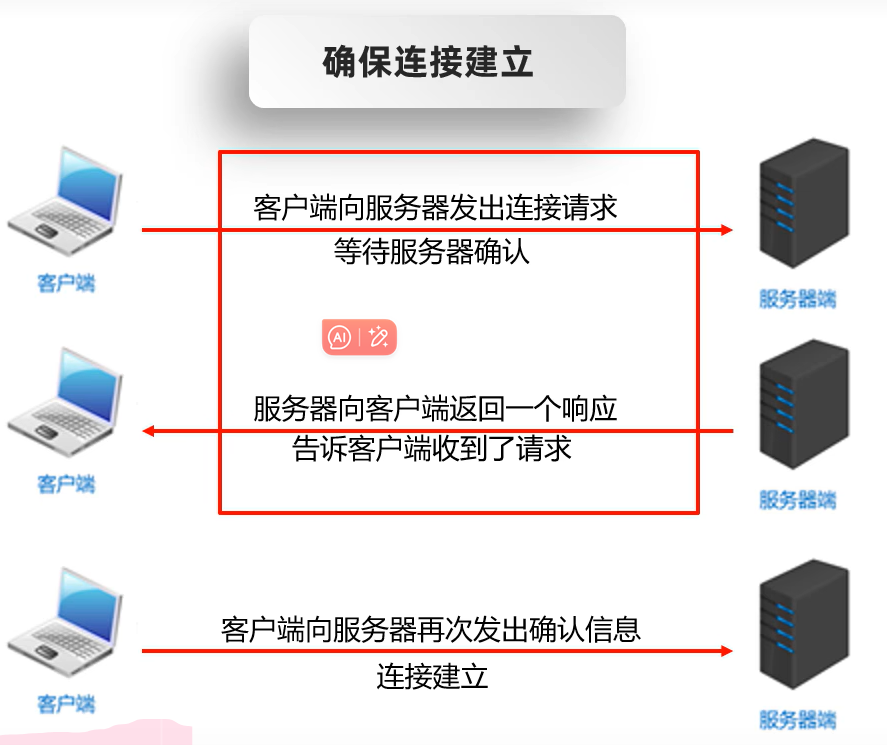 确保连接建立
客户端向服务器发出连接请求
等待服务器确认
客户端
服务器端
AI
服务器向客户端返回一个响应
告诉客户端收到了请求
客户端
服务器端
客户端向服务器再次发出确认信息
连接建立
客户端
服务器端